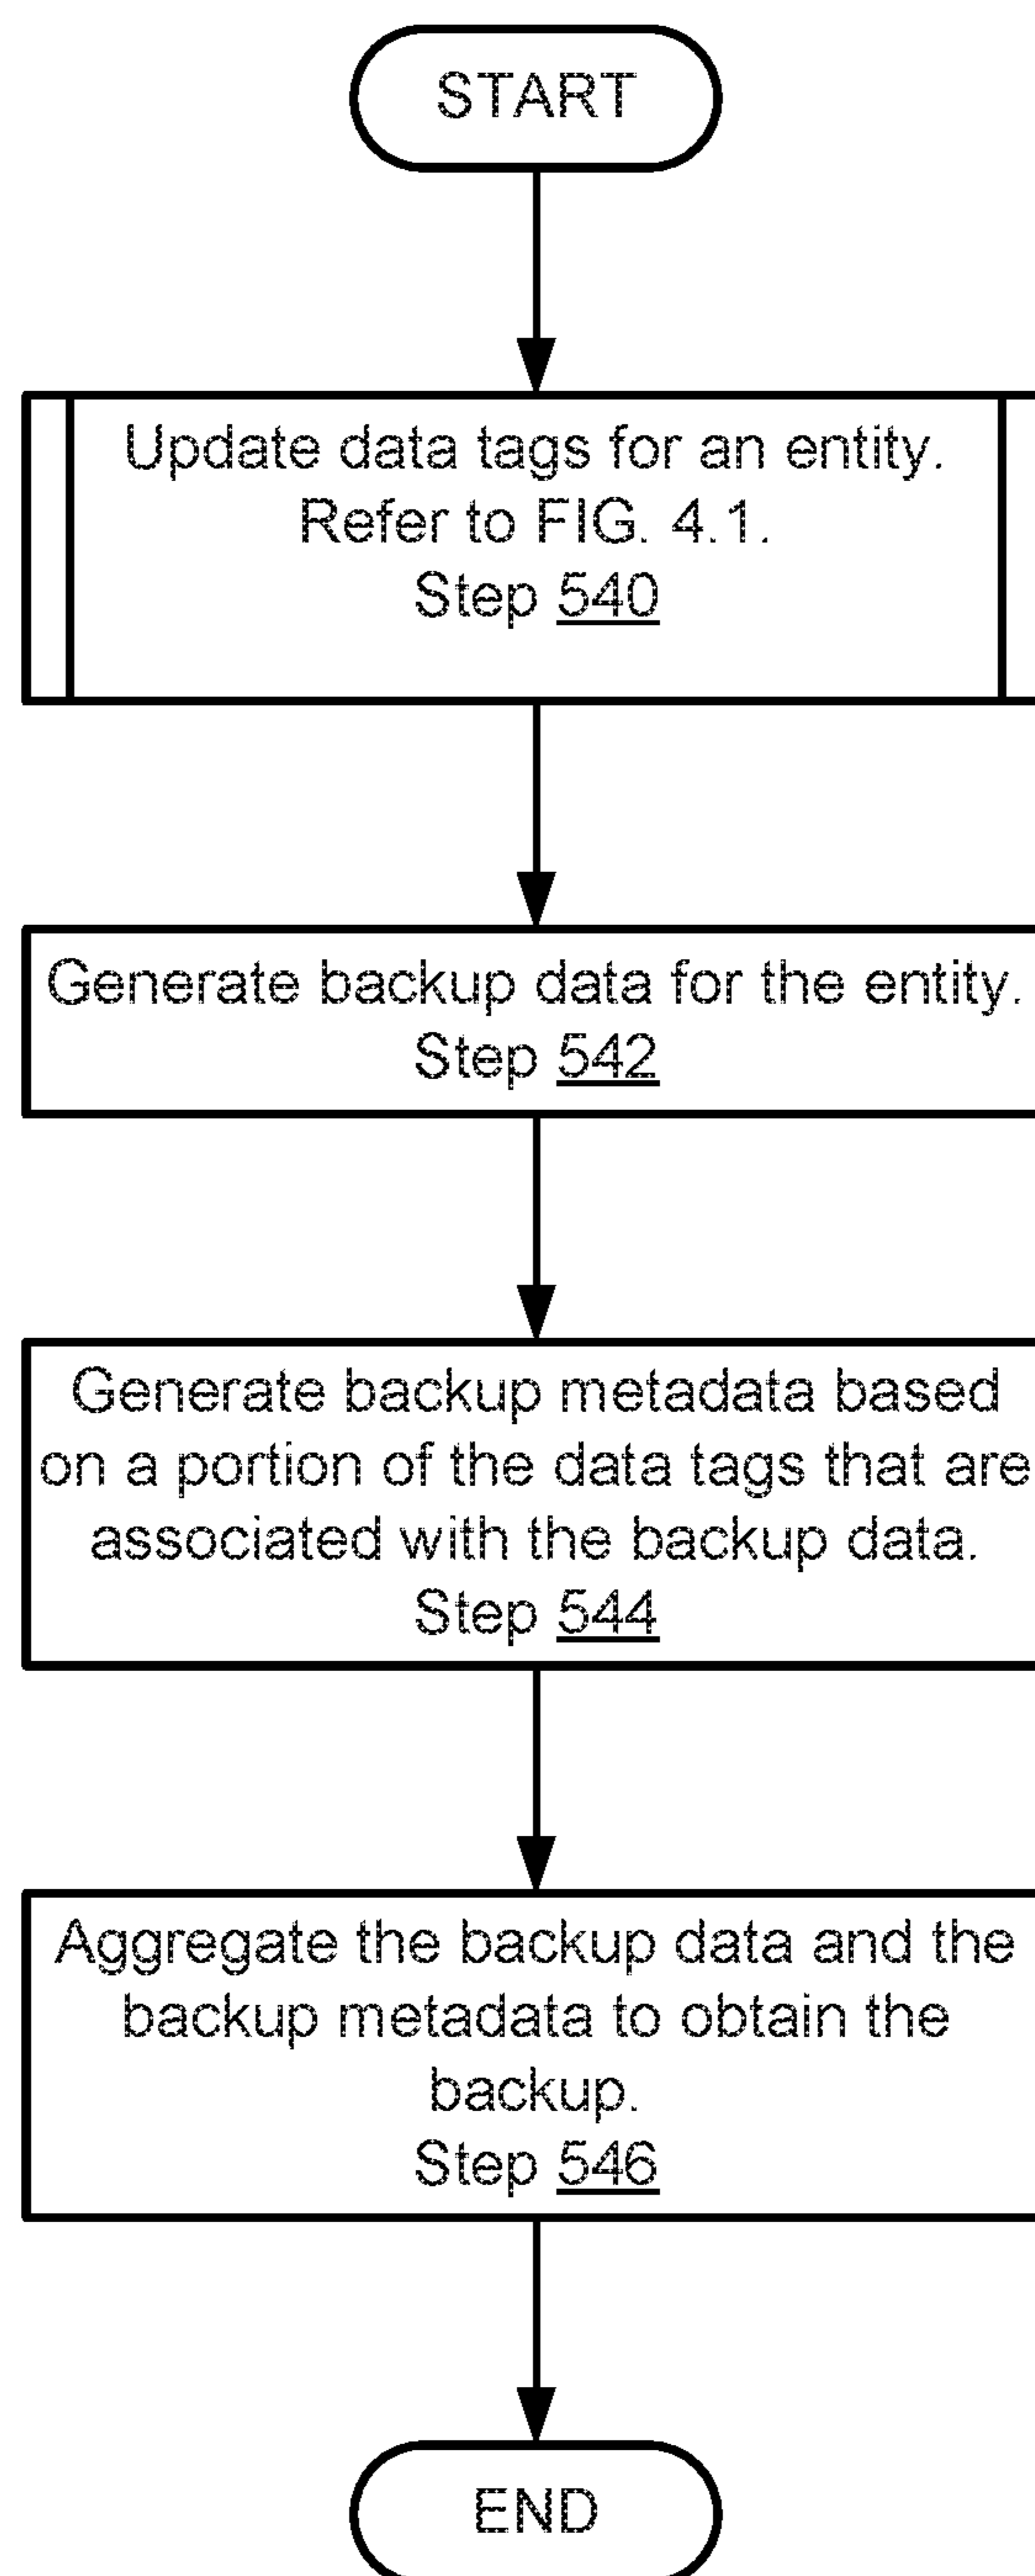 START
Update data tags for an entity.
Refer to FIG. 4.1.
Step 540
Generate backup data for the entity.
Step 542
Generate backup metadata based
on a portion of the data tags that are
associated with the backup data.
Step 544
Aggregate the backup data and the
backup metadata to obtain the
backup.
Step 546
END